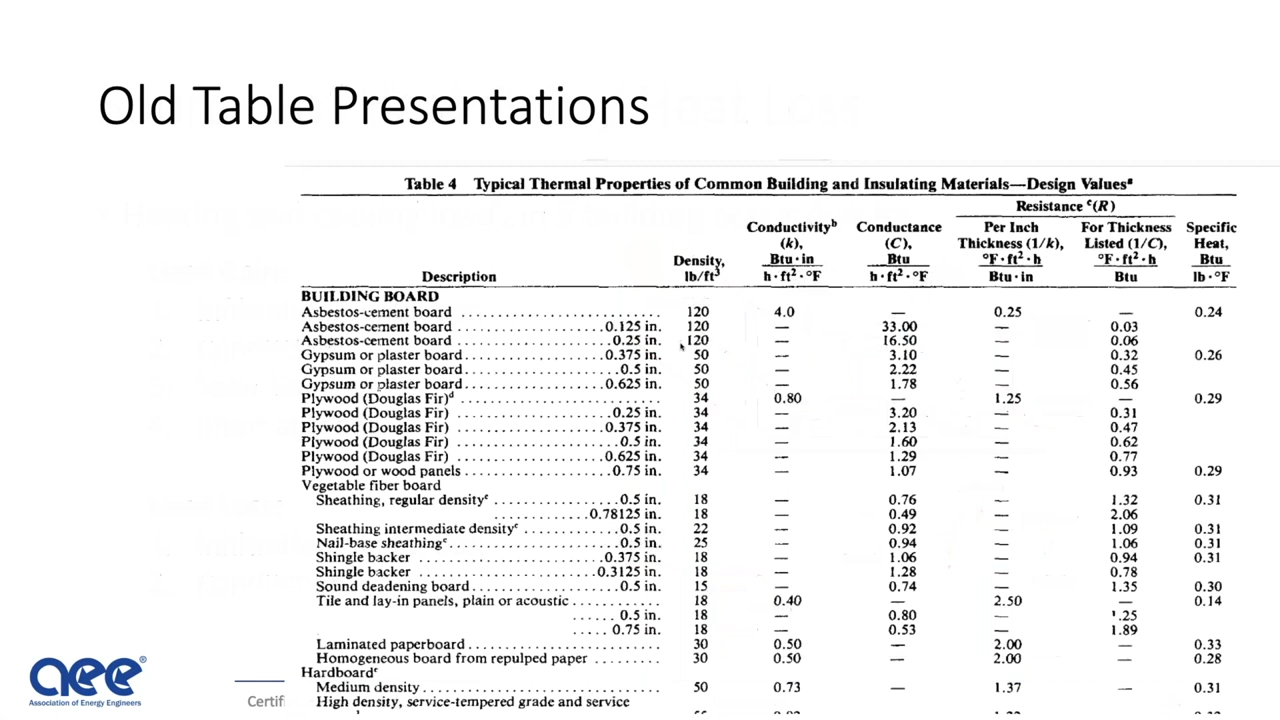 Old Table Presentations
Table 4 Typical Thermal Properties of Common Building and Insulating Materials—Design Valuesᵃ
Resistance ᶜ(R)
Conductivityᵇ Conductance Per Inch For Thickness Specific
(k), (C), Thickness (1/k), Listed (1/C), Heat,
Density, Btu · in Btu °F · ft² · h °F · ft² · h Btu
Description lb/ft³ h · ft² · °F h · ft² · °F Btu · in Btu lb · °F
BUILDING BOARD
Asbestos-cement board ........................... 120 4.0 — 0.25 — 0.24
Asbestos-cement board ....................0.125 in. 120 — 33.00 — 0.03
Asbestos-cement board .....................0.25 in. 120 — 16.50 — 0.06
Gypsum or plaster board...................0.375 in. 50 — 3.10 — 0.32 0.26
Gypsum or plaster board.....................0.5 in. 50 — 2.22 — 0.45
Gypsum or plaster board...................0.625 in. 50 — 1.78 — 0.56
Plywood (Douglas Fir)ᵈ ........................... 34 0.80 — 1.25 — 0.29
Plywood (Douglas Fir) .....................0.25 in. 34 — 3.20 — 0.31
Plywood (Douglas Fir) ....................0.375 in. 34 — 2.13 — 0.47
Plywood (Douglas Fir) ......................0.5 in. 34 — 1.60 — 0.62
Plywood (Douglas Fir) ....................0.625 in. 34 — 1.29 — 0.77
Plywood or wood panels .....................0.75 in. 34 — 1.07 — 0.93 0.29
Vegetable fiber board
Sheathing, regular densityᵉ .................0.5 in. 18 — 0.76 — 1.32 0.31
.............0.78125 in. 18 — 0.49 — 2.06
Sheathing intermediate densityᵉ .............0.5 in. 22 — 0.92 — 1.09 0.31
Nail-base sheathingᵉ.......................0.5 in. 25 — 0.94 — 1.06 0.31
Shingle backer .........................0.375 in. 18 — 1.06 — 0.94 0.31
Shingle backer ........................0.3125 in. 18 — 1.28 — 0.78
Sound deadening board.....................0.5 in. 15 — 0.74 — 1.35 0.30
Tile and lay-in panels, plain or acoustic ............ 18 0.40 — 2.50 — 0.14
...... 0.5 in. 18 — 0.80 — 1.25
..... 0.75 in. 18 — 0.53 — 1.89
Laminated paperboard .......................... 30 0.50 — 2.00 — 0.33
Homogeneous board from repulped paper ......... 30 0.50 — 2.00 — 0.28
Hardboardᵉ
Medium density................................ 50 0.73 — 1.37 — 0.31
High density, service-tempered grade and service
aee®
Association of Energy Engineers
Certifi